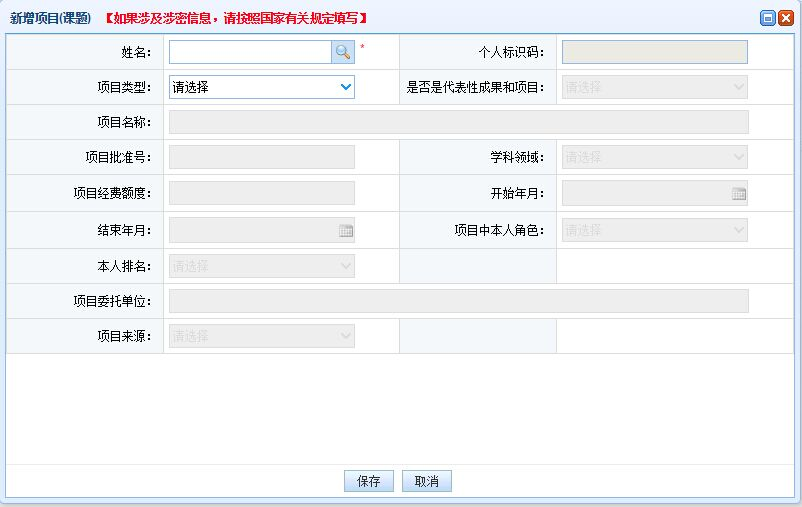 新增项目(课题) 【如果涉及涉密信息，请按照国家有关规定填写】
姓名： * 个人标识码：
项目类型： 请选择 是否是代表性成果和项目： 请选择
项目名称：
项目批准号： 学科领域： 请选择
项目经费额度： 开始年月：
结束年月： 项目中本人角色： 请选择
本人排名： 请选择
项目委托单位：
项目来源： 请选择
保存 取消